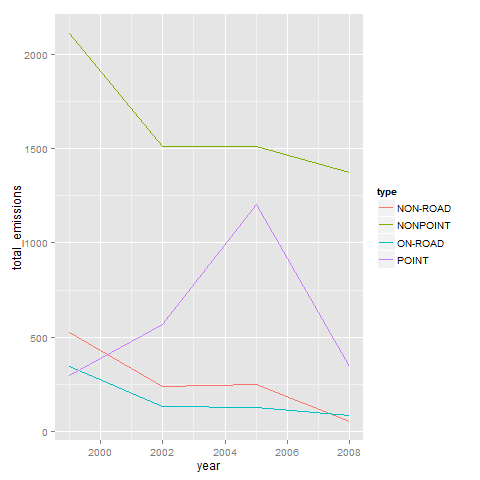 2000
1500
1000
500
0
total_emissions
2000
2002
2004
2006
2008
year
type
NON-ROAD
NONPOINT
ON-ROAD
POINT